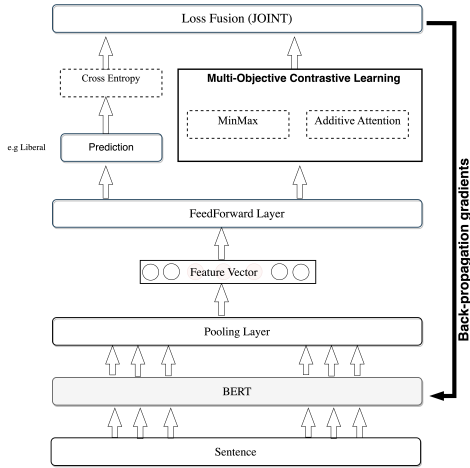 Loss Fusion (JOINT)
Cross Entropy
Multi-Objective Contrastive Learning
MinMax
Additive Attention
e.g Liberal
Prediction
FeedForward Layer
Feature Vector
Pooling Layer
BERT
Sentence
Back-propagation gradients